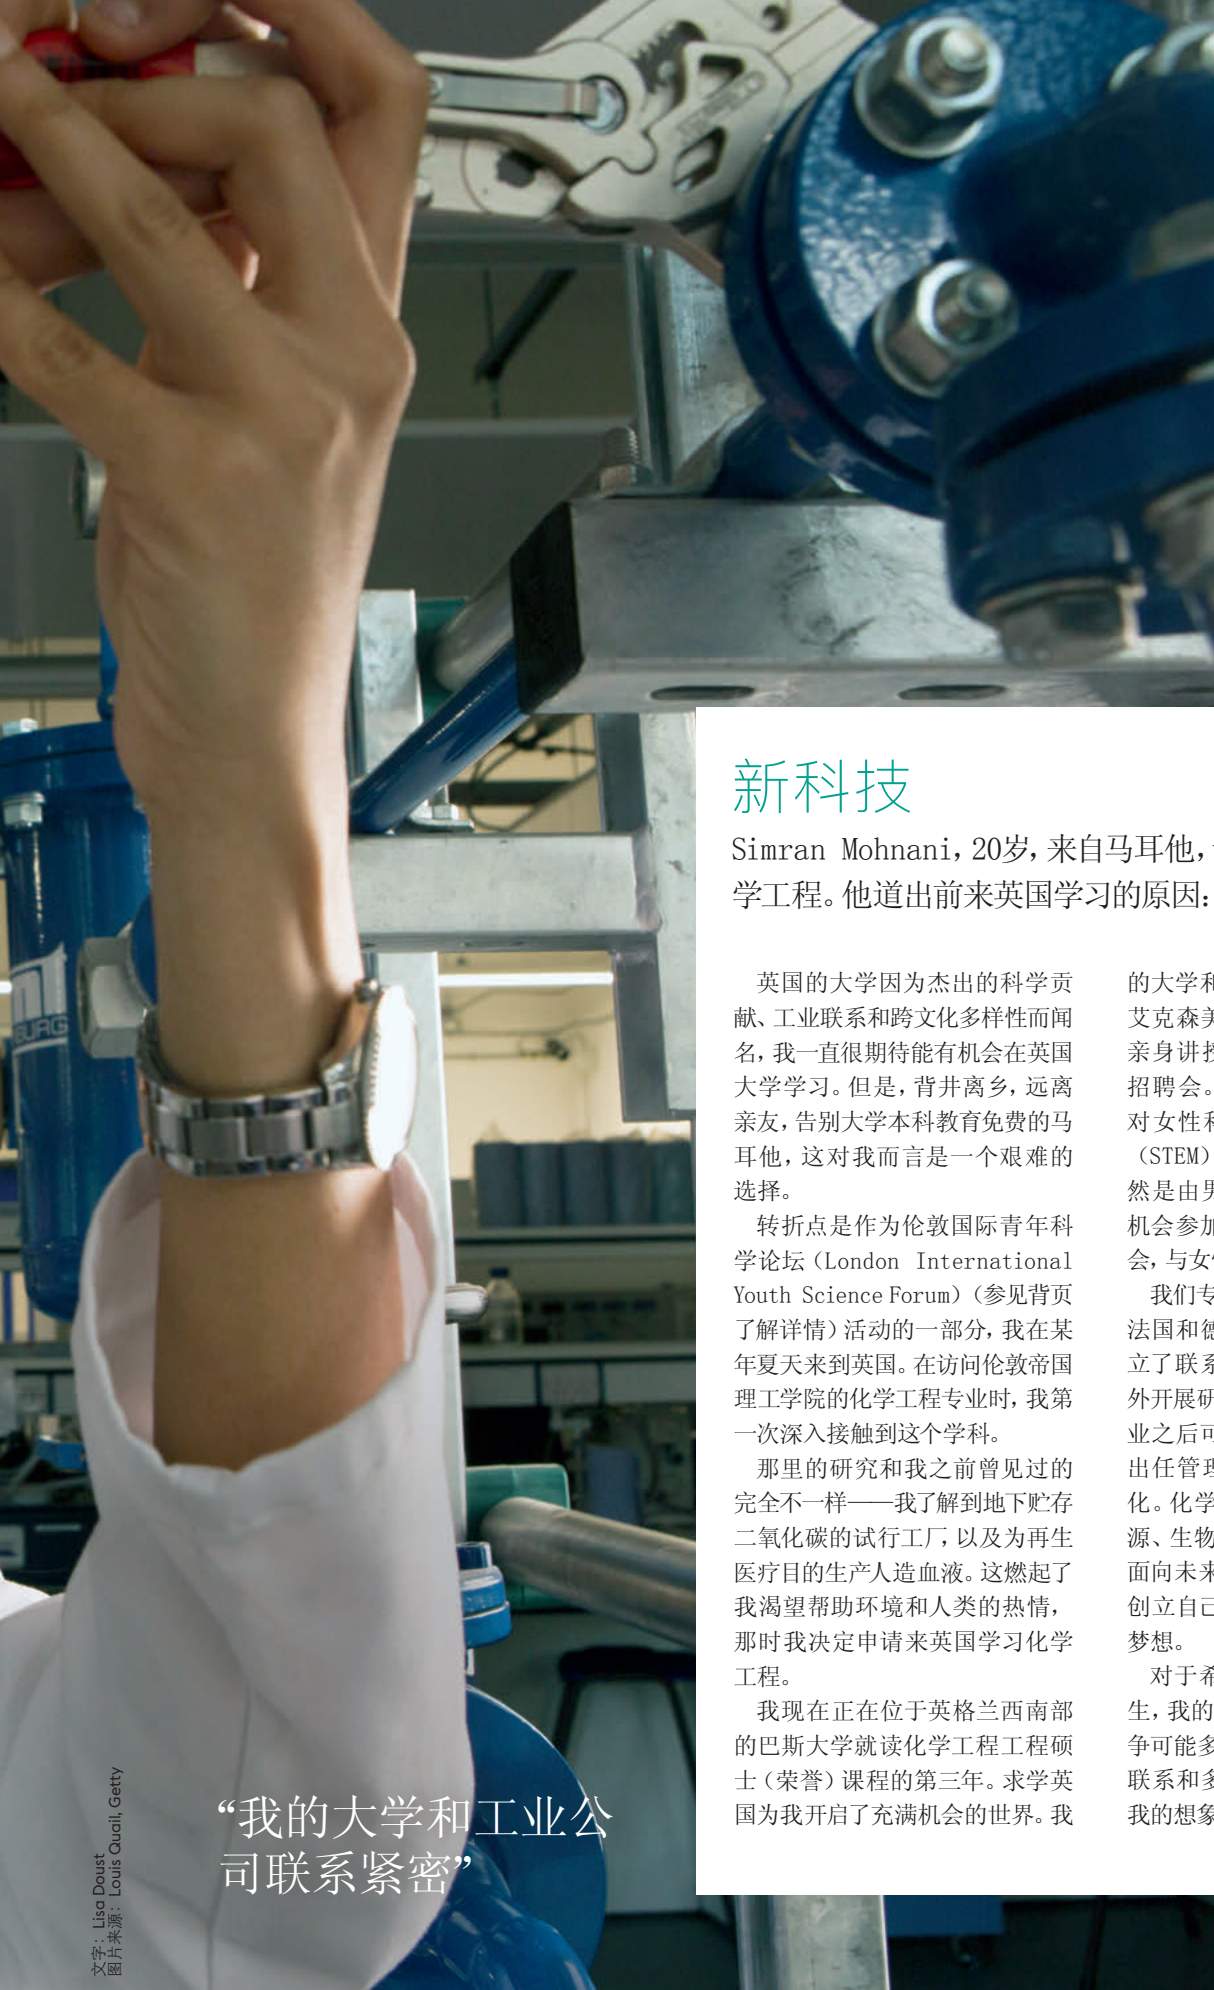 新科技
Simran Mohnani，20岁，来自马耳他，
学工程。他道出前来英国学习的原因：
英国的大学因为杰出的科学贡
献、工业联系和跨文化多样性而闻
名，我一直很期待能有机会在英国
大学学习。但是，背井离乡，远离
亲友，告别大学本科教育免费的马
耳他，这对我而言是一个艰难的
选择。
转折点是作为伦敦国际青年科
学论坛（London International
Youth Science Forum）（参见背页
了解详情）活动的一部分，我在某
年夏天来到英国。在访问伦敦帝国
理工学院的化学工程专业时，我第
一次深入接触到这个学科。
那里的研究和我之前曾见过的
完全不一样——我了解到地下贮存
二氧化碳的试行工厂，以及为再生
医疗目的生产人造血液。这燃起了
我渴望帮助环境和人类的热情，
那时我决定申请来英国学习化学
工程。
我现在正在位于英格兰西南部
的巴斯大学就读化学工程工程硕
士（荣誉）课程的第三年。求学英
国为我开启了充满机会的世界。我
的大学和
艾克森美
亲身讲授
招聘会。
对女性科
（STEM）
然是由男
机会参加
会，与女性
我们专
法国和德
立了联系
外开展研
业之后可
出任管理
化。化学
源、生物
面向未来
创立自己
梦想。
对于希
生，我的
争可能多
联系和多
我的想象
“我的大学和工业公
司联系紧密”
文字：Lisa Doust
图片来源：Louis Quail, Getty
BURG